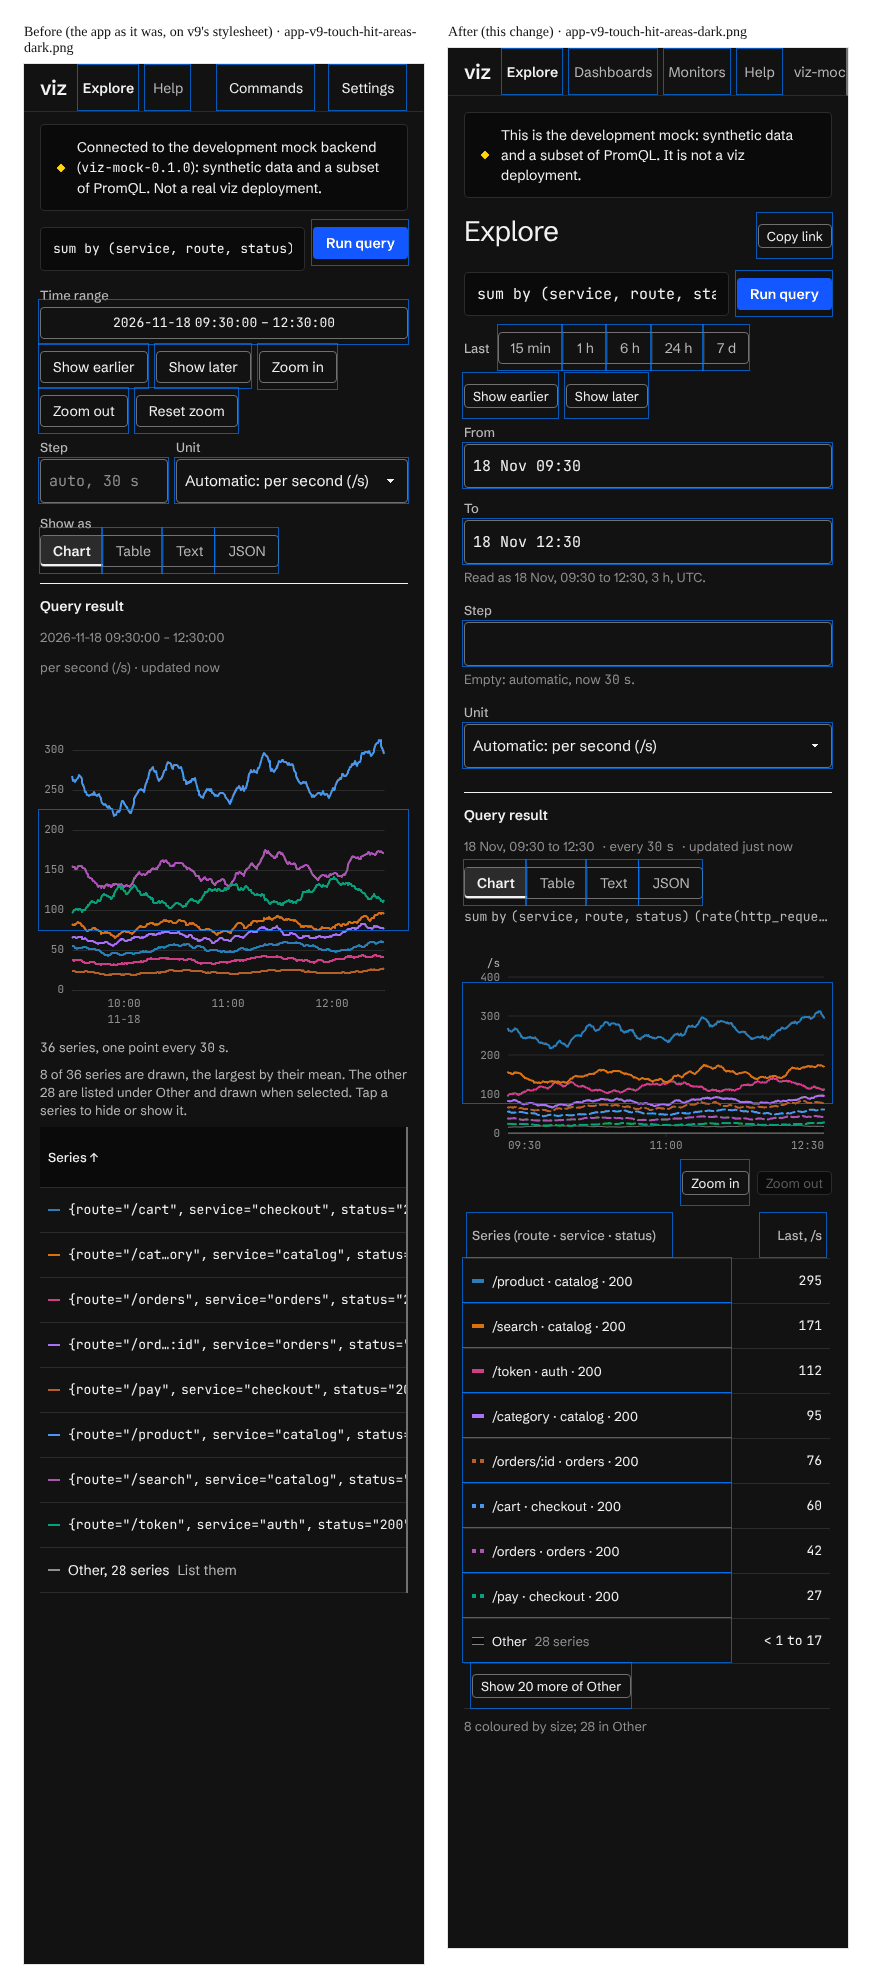 Before (the app as it was, on v9's stylesheet) · app-v9-touch-hit-areas-
dark.png
viz Explore Help Commands Settings
Connected to the development mock backend
(viz-mock-0.1.0): synthetic data and a subset
of PromQL. Not a real viz deployment.
sum by (service, route, status)
Run query
Time range
2026-11-18 09:30:00 – 12:30:00
Show earlier Show later Zoom in
Zoom out Reset zoom
Step Unit
auto, 30 s Automatic: per second (/s)
Show as
Chart Table Text JSON
Query result
2026-11-18 09:30:00 – 12:30:00
per second (/s) · updated now
300
250
200
150
100
50
0
10:00 11:00 12:00
11-18
36 series, one point every 30 s.
8 of 36 series are drawn, the largest by their mean. The other
28 are listed under Other and drawn when selected. Tap a
series to hide or show it.
Series ↑
{route="/cart", service="checkout", status="2
{route="/cat…ory", service="catalog", status=
{route="/orders", service="orders", status="2
{route="/ord…:id", service="orders", status="
{route="/pay", service="checkout", status="20
{route="/product", service="catalog", status=
{route="/search", service="catalog", status="
{route="/token", service="auth", status="200"
Other, 28 series List them
After (this change) · app-v9-touch-hit-areas-dark.png
viz Explore Dashboards Monitors Help viz-moc
This is the development mock: synthetic data
and a subset of PromQL. It is not a viz
deployment.
Explore
Copy link
sum by (service, route, sta
Run query
Last 15 min 1 h 6 h 24 h 7 d
Show earlier Show later
From
18 Nov 09:30
To
18 Nov 12:30
Read as 18 Nov, 09:30 to 12:30, 3 h, UTC.
Step
Empty: automatic, now 30 s.
Unit
Automatic: per second (/s)
Query result
18 Nov, 09:30 to 12:30 · every 30 s · updated just now
Chart Table Text JSON
sum by (service, route, status) (rate(http_reque…
/s
400
300
200
100
0
09:30 11:00 12:30
Zoom in Zoom out
Series (route · service · status) Last, /s
/product · catalog · 200 295
/search · catalog · 200 171
/token · auth · 200 112
/category · catalog · 200 95
/orders/:id · orders · 200 76
/cart · checkout · 200 60
/orders · orders · 200 42
/pay · checkout · 200 27
Other 28 series < 1 to 17
Show 20 more of Other
8 coloured by size; 28 in Other